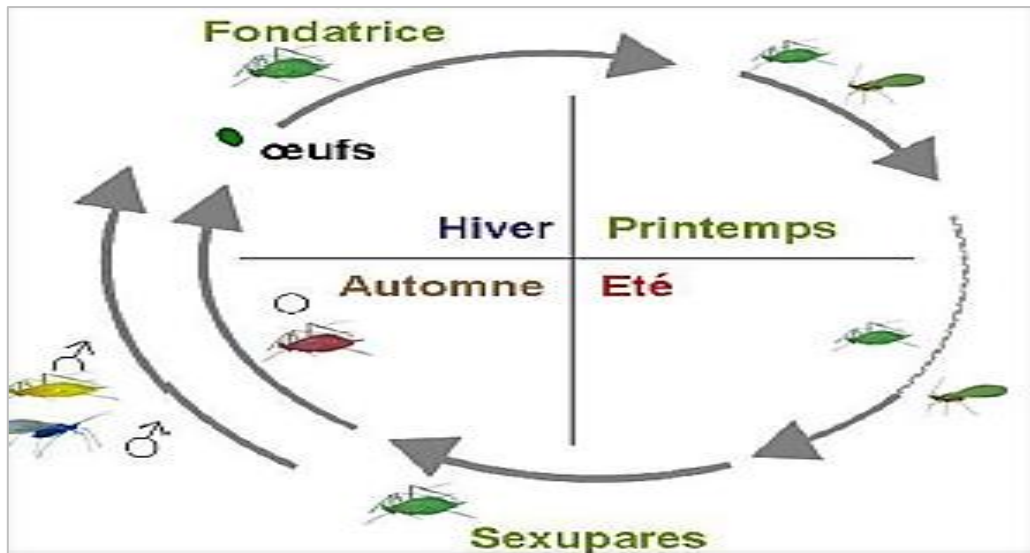 Fondatrice
œufs
Hiver
Printemps
Automne
Eté
Sexupares